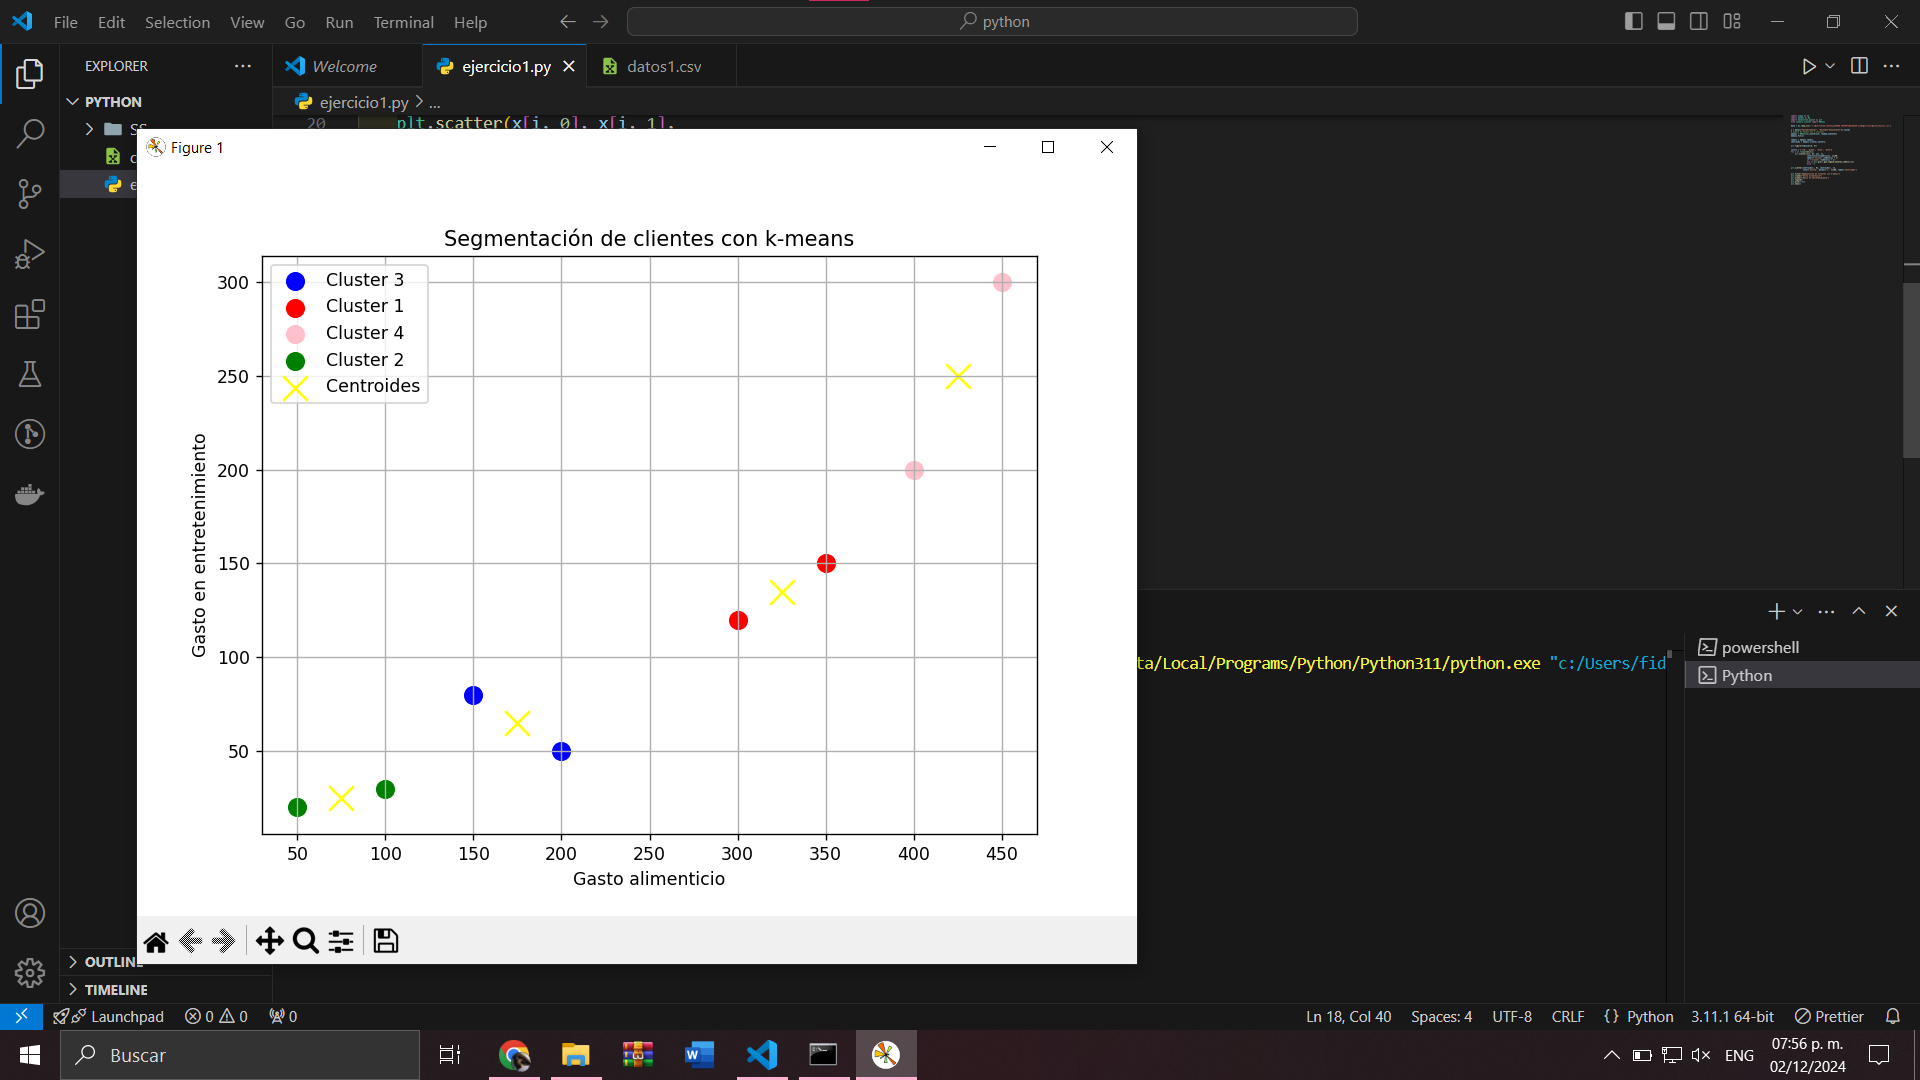 File Edit Selection View Go Run Terminal Help
python
EXPLORER
Welcome
ejercicio1.py
datos1.csv
PYTHON
ejercicio1.py > ...
20 plt.scatter(x[i, 0], x[i, 1],
Figure 1
Segmentación de clientes con k-means
Cluster 3
Cluster 1
Cluster 4
Cluster 2
Centroides
300
250
200
150
100
50
Gasto en entretenimiento
50 100 150 200 250 300 350 400 450
Gasto alimenticio
ta/Local/Programs/Python/Python311/python.exe "c:/Users/fid
powershell
Python
OUTLINE
TIMELINE
Launchpad 0 0 0
Ln 18, Col 40 Spaces: 4 UTF-8 CRLF {} Python 3.11.1 64-bit Prettier
Buscar
ENG
07:56 p. m.
02/12/2024